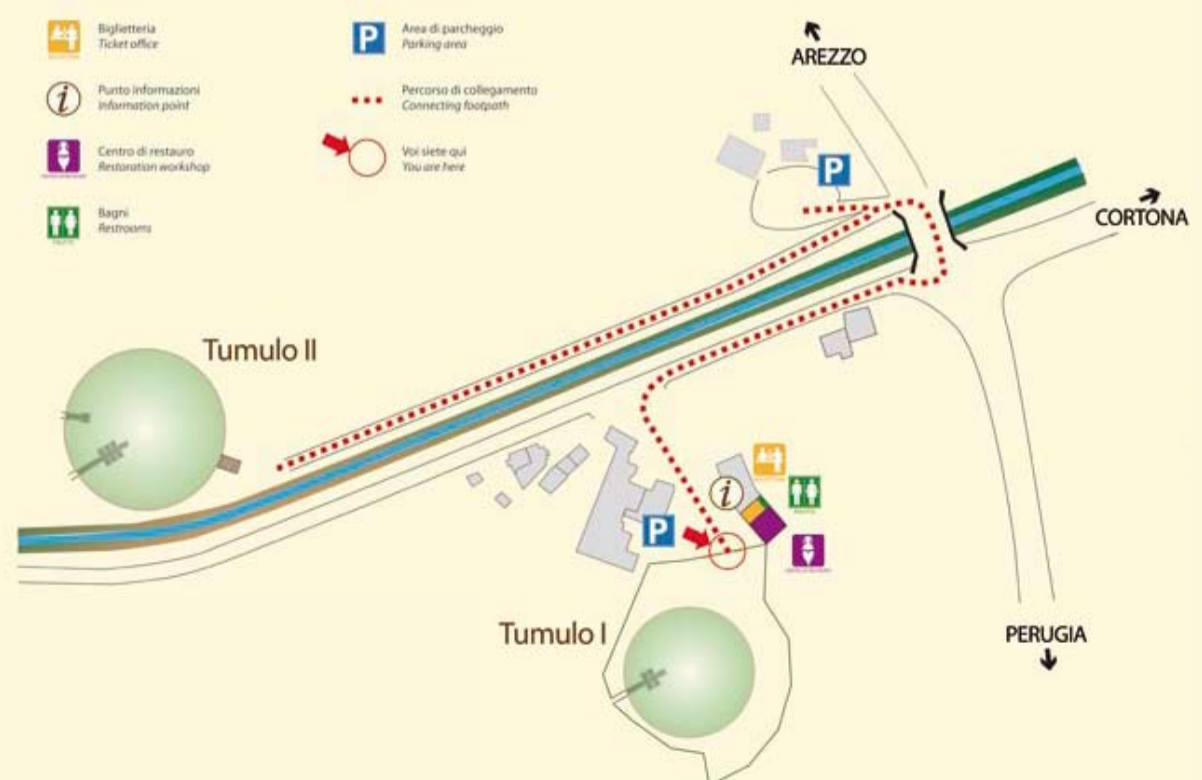 Biglietteria
Ticket office
Punto informazioni
Information point
Centro di restauro
Restoration workshop
Bagni
Restrooms
P
Area di parcheggio
Parking area
Percorso di collegamento
Connecting footpath
Voi siete qui
You are here
i
AREZZO
P
CORTONA
Tumulo II
i
P
Tumulo I
PERUGIA